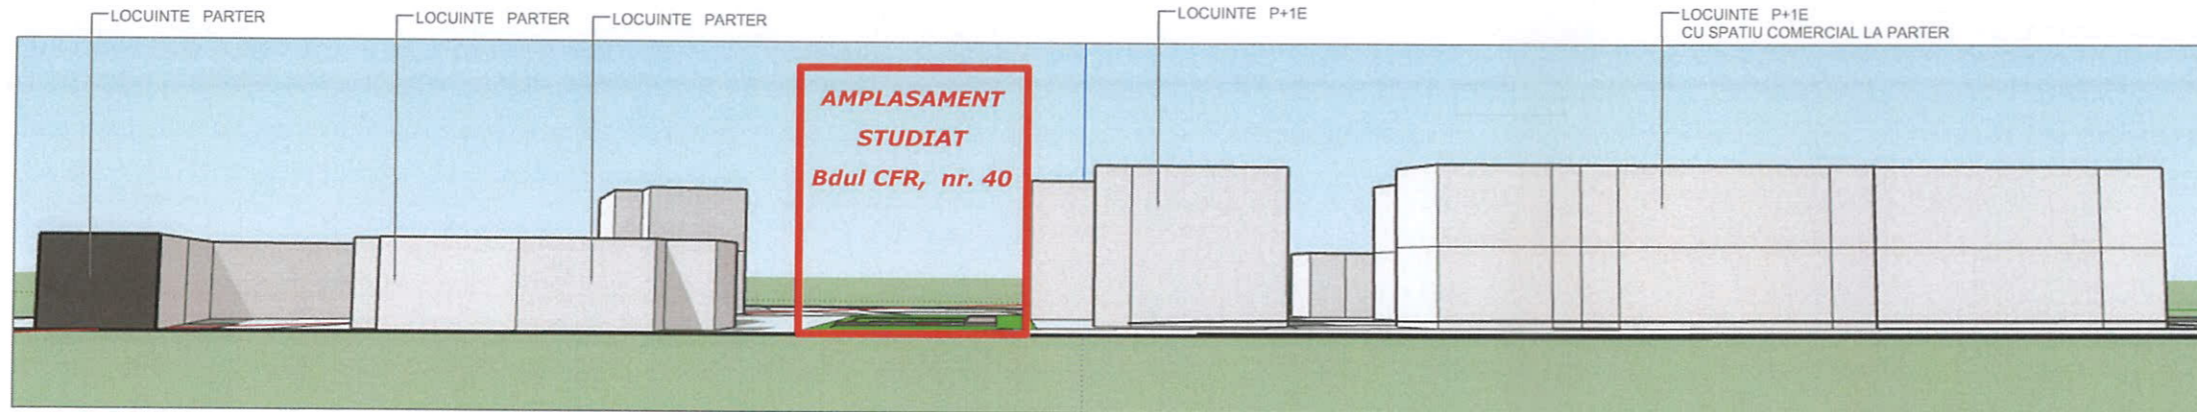 LOCUINTE PARTER
LOCUINTE PARTER
LOCUINTE PARTER
LOCUINTE P+1E
LOCUINTE P+1E
CU SPATIU COMERCIAL LA PARTER
AMPLASAMENT
STUDIAT
Bdul CFR, nr. 40